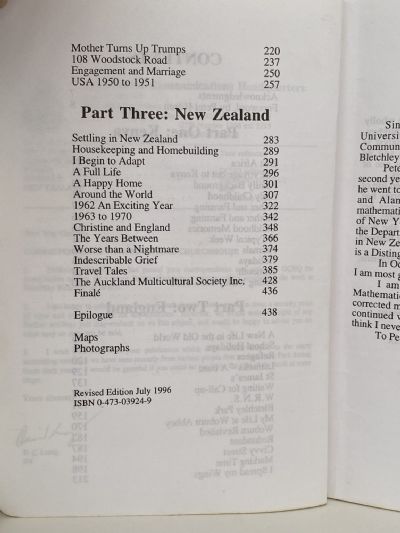 Mother Turns Up Trumps 220
108 Woodstock Road 237
Engagement and Marriage 250
USA 1950 to 1951 257
Part Three: New Zealand
Settling in New Zealand 283
Housekeeping and Homebuilding 289
I Begin to Adapt 291
A Full Life 296
A Happy Home 301
Around the World 307
1962 An Exciting Year 322
1963 to 1970 342
Christine and England 348
The Years Between 366
Worse than a Nightmare 374
Indescribable Grief 379
Travel Tales 385
The Auckland Multicultural Society Inc. 428
Finalé 436
Epilogue 438
Maps
Photographs
Revised Edition July 1996
ISBN 0-473-03924-9
Sin
Universi
Commun
Bletchley
Pete
second ye
he went to
and Alan
mathemati
of New Y
the Depart
in New Ze
is a Disting
In Oc
I am most g
I am
Mathematic
corrected m
continued v
think I neve
To Pe